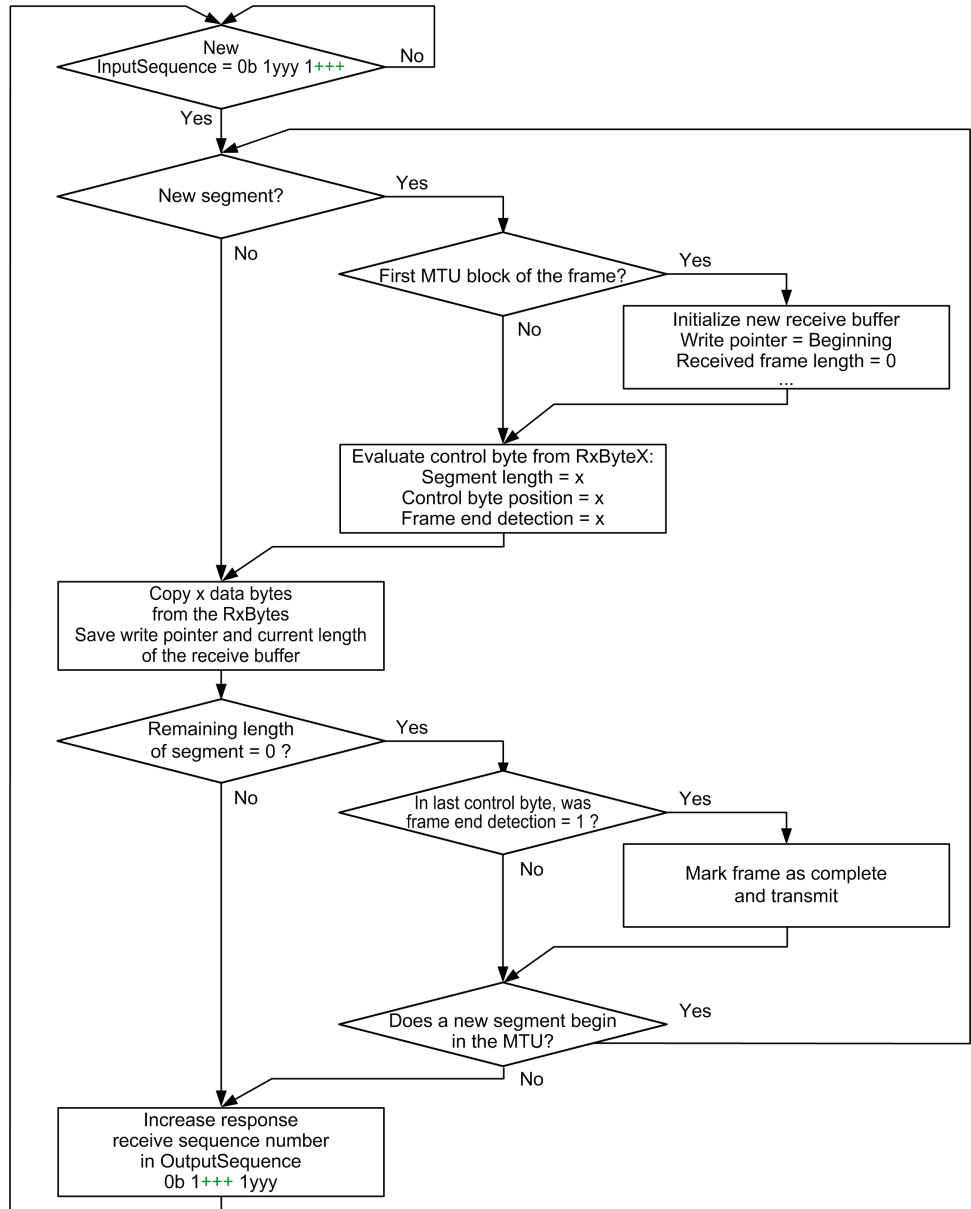 New
InputSequence = 0b 1yyy 1+++
No
Yes
New segment?
Yes
No
First MTU block of the frame?
Yes
No
Initialize new receive buffer
Write pointer = Beginning
Received frame length = 0
...
Evaluate control byte from RxByteX:
Segment length = x
Control byte position = x
Frame end detection = x
Copy x data bytes
from the RxBytes
Save write pointer and current length
of the receive buffer
Remaining length
of segment = 0 ?
Yes
No
In last control byte, was
frame end detection = 1 ?
Yes
No
Mark frame as complete
and transmit
Does a new segment begin
in the MTU?
Yes
No
Increase response
receive sequence number
in OutputSequence
0b 1+++ 1yyy